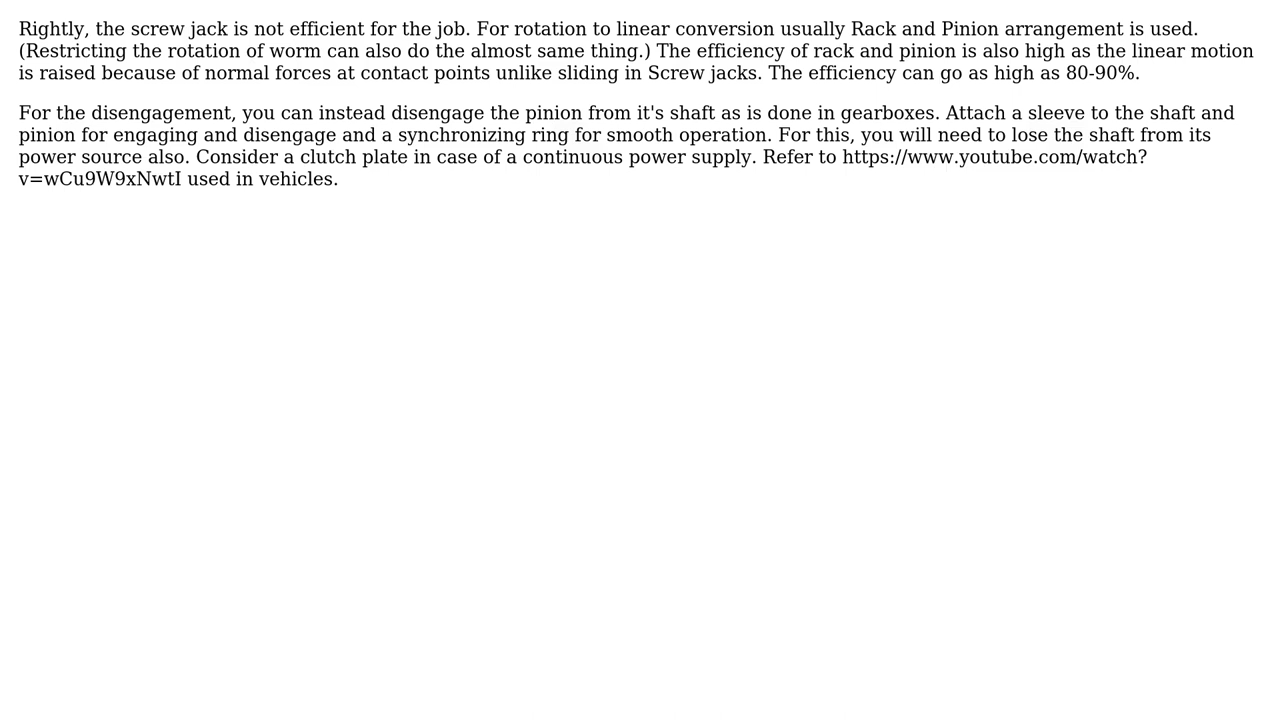 Rightly, the screw jack is not efficient for the job. For rotation to linear conversion usually Rack and Pinion arrangement is used.
(Restricting the rotation of worm can also do the almost same thing.) The efficiency of rack and pinion is also high as the linear motion
is raised because of normal forces at contact points unlike sliding in Screw jacks. The efficiency can go as high as 80-90%.
For the disengagement, you can instead disengage the pinion from it's shaft as is done in gearboxes. Attach a sleeve to the shaft and
pinion for engaging and disengage and a synchronizing ring for smooth operation. For this, you will need to lose the shaft from its
power source also. Consider a clutch plate in case of a continuous power supply. Refer to https://www.youtube.com/watch?
v=wCu9W9xNwtI used in vehicles.